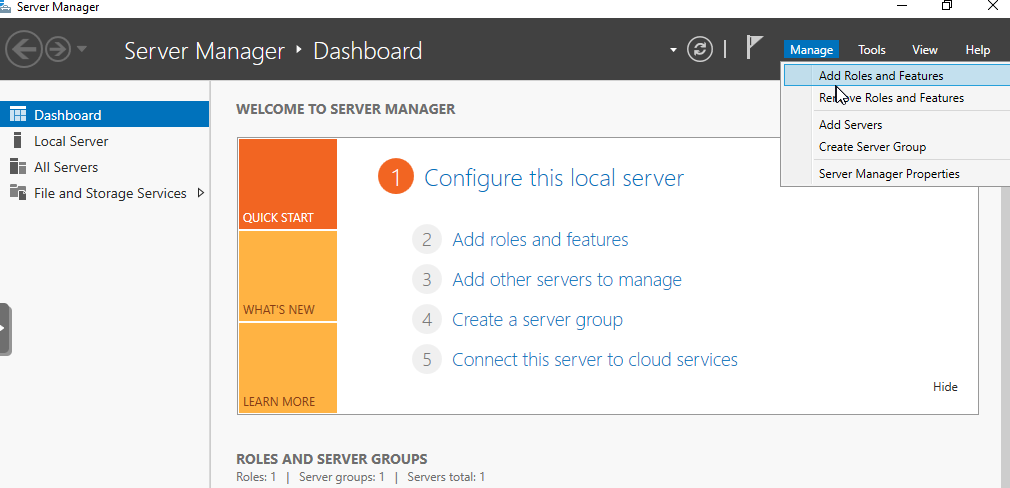 Server Manager
Server Manager ‣ Dashboard
Manage Tools View Help
Add Roles and Features
Remove Roles and Features
Add Servers
Create Server Group
Server Manager Properties
Dashboard
Local Server
All Servers
File and Storage Services
WELCOME TO SERVER MANAGER
QUICK START
WHAT'S NEW
LEARN MORE
1 Configure this local server
2 Add roles and features
3 Add other servers to manage
4 Create a server group
5 Connect this server to cloud services
Hide
ROLES AND SERVER GROUPS
Roles: 1 | Server groups: 1 | Servers total: 1